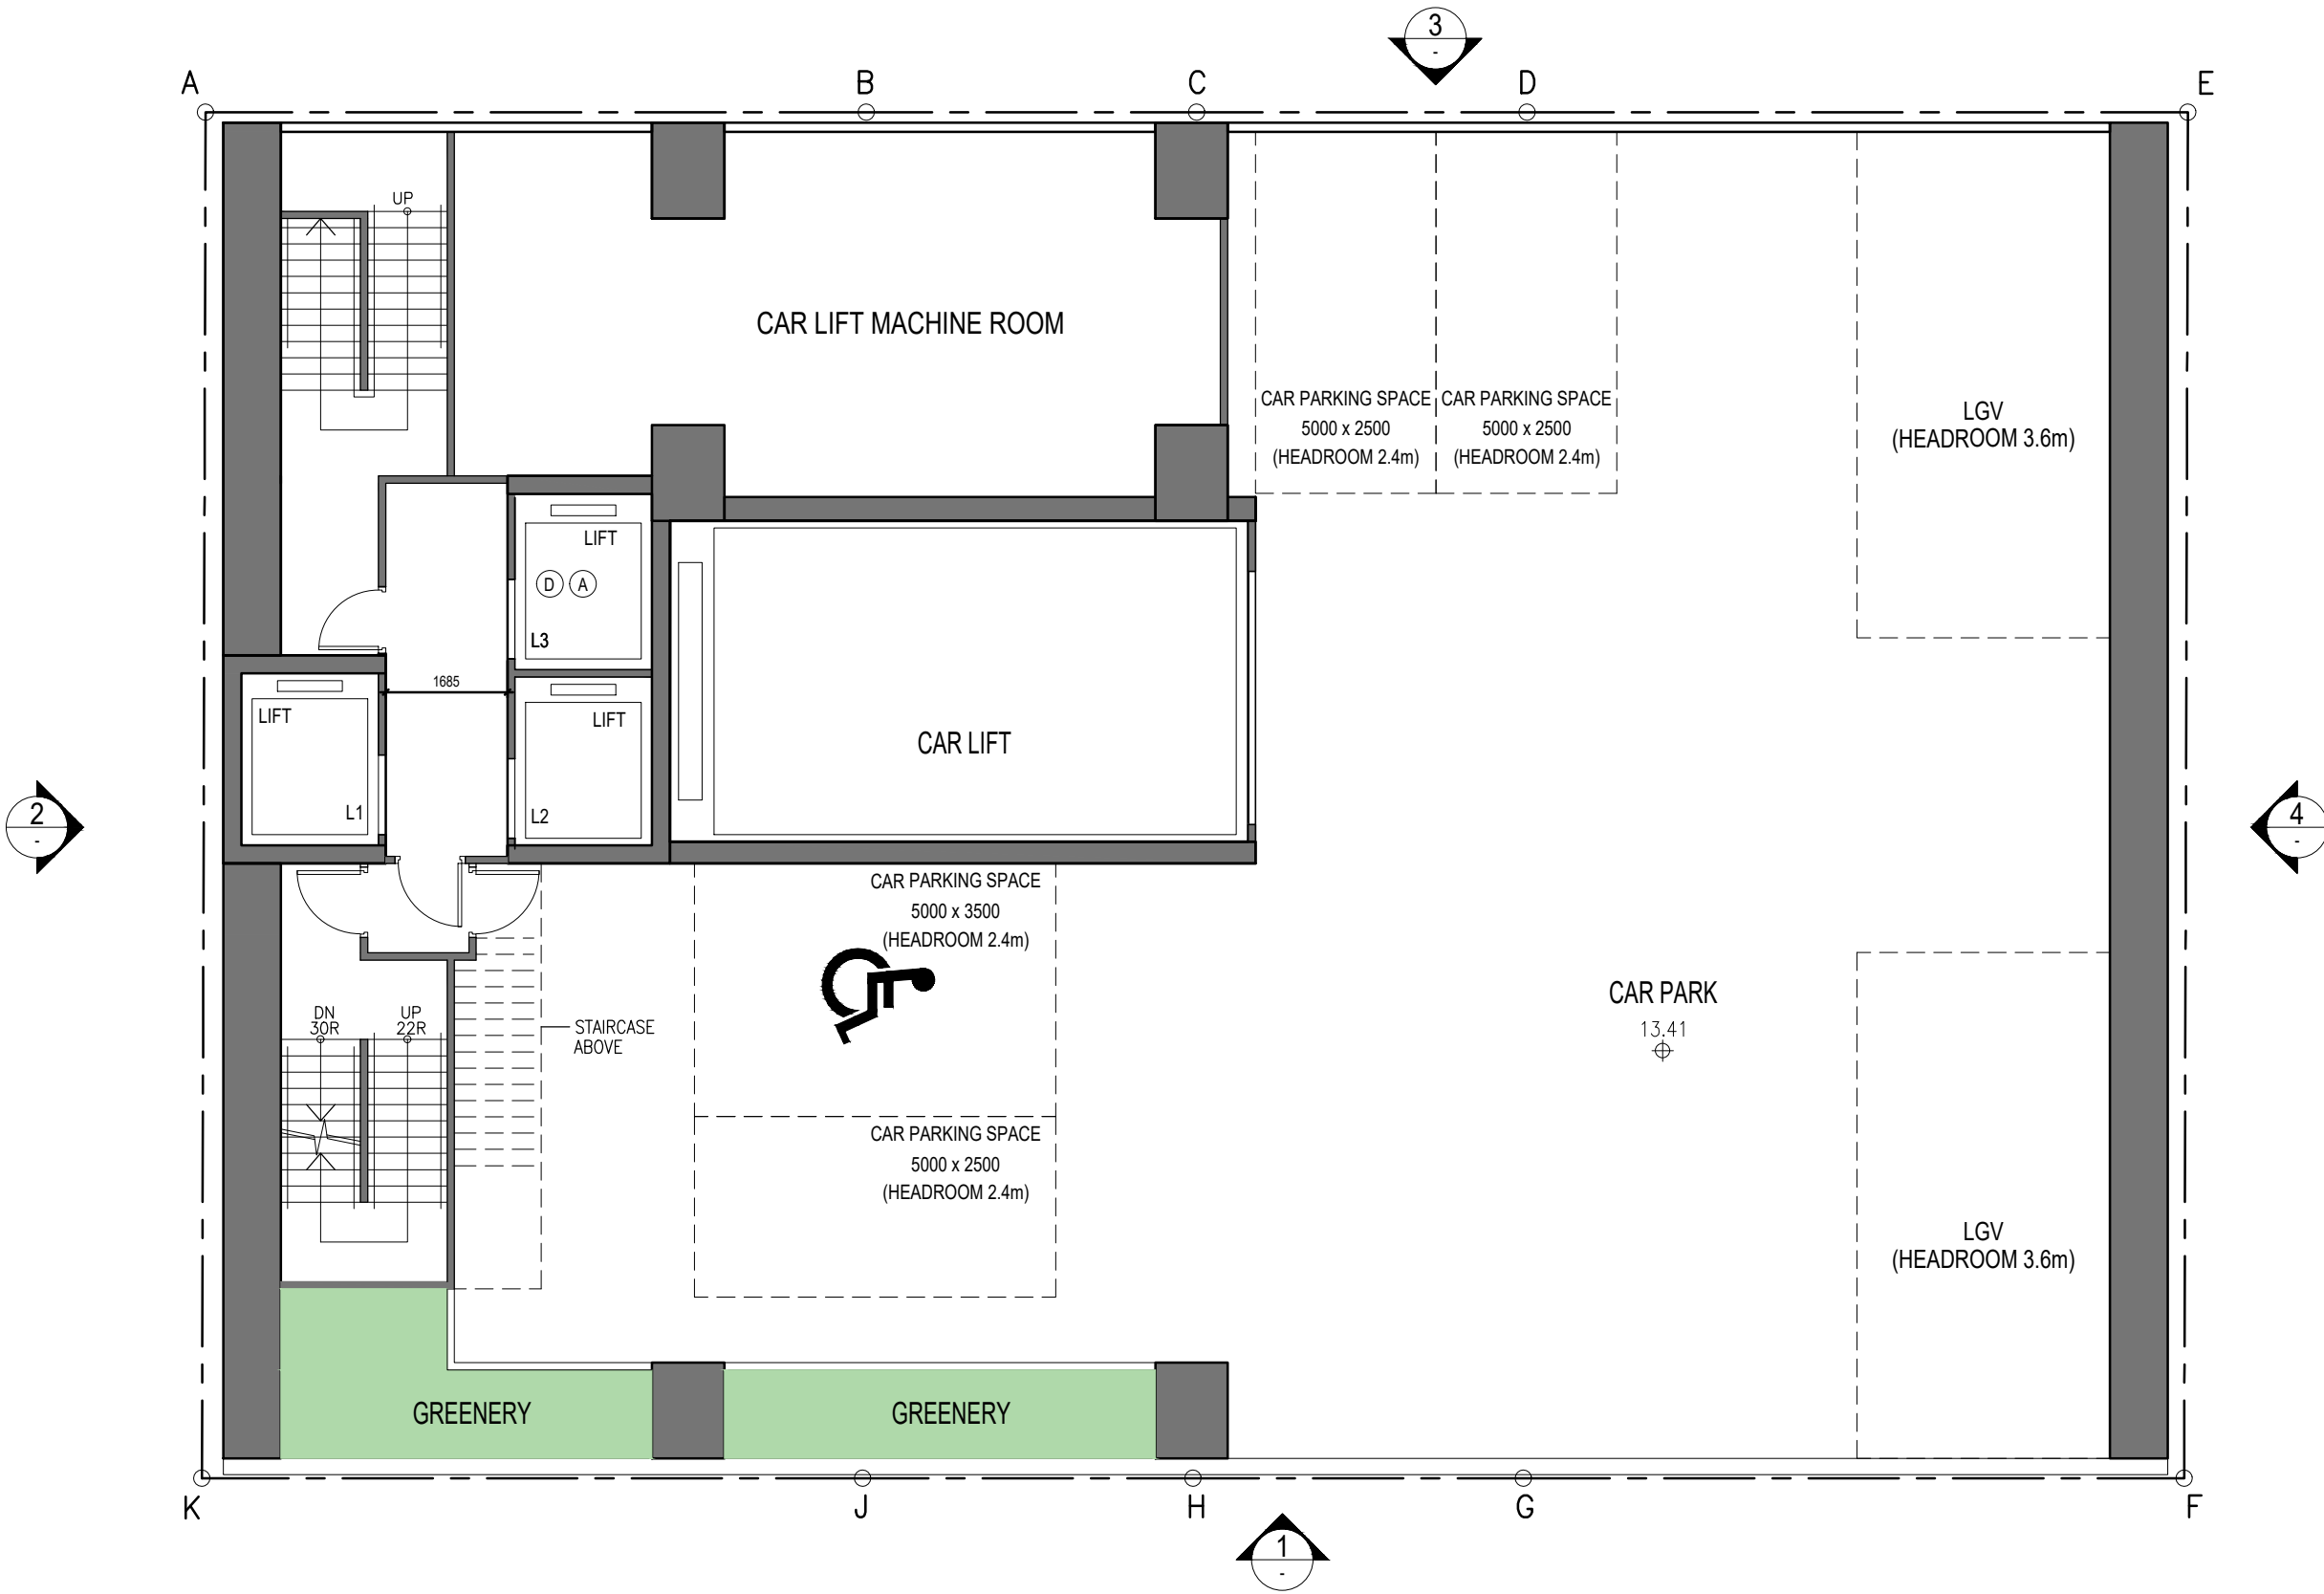 3
-
A
B
C
D
E
UP
CAR LIFT MACHINE ROOM
CAR PARKING SPACE
5000 x 2500
(HEADROOM 2.4m)
CAR PARKING SPACE
5000 x 2500
(HEADROOM 2.4m)
LGV
(HEADROOM 3.6m)
LIFT
D
A
L3
1685
LIFT
L1
LIFT
L2
CAR LIFT
2
-
4
-
CAR PARKING SPACE
5000 x 3500
(HEADROOM 2.4m)
DN
30R
UP
22R
STAIRCASE
ABOVE
CAR PARK
13.41
CAR PARKING SPACE
5000 x 2500
(HEADROOM 2.4m)
LGV
(HEADROOM 3.6m)
GREENERY
GREENERY
K
J
H
G
F
1
-